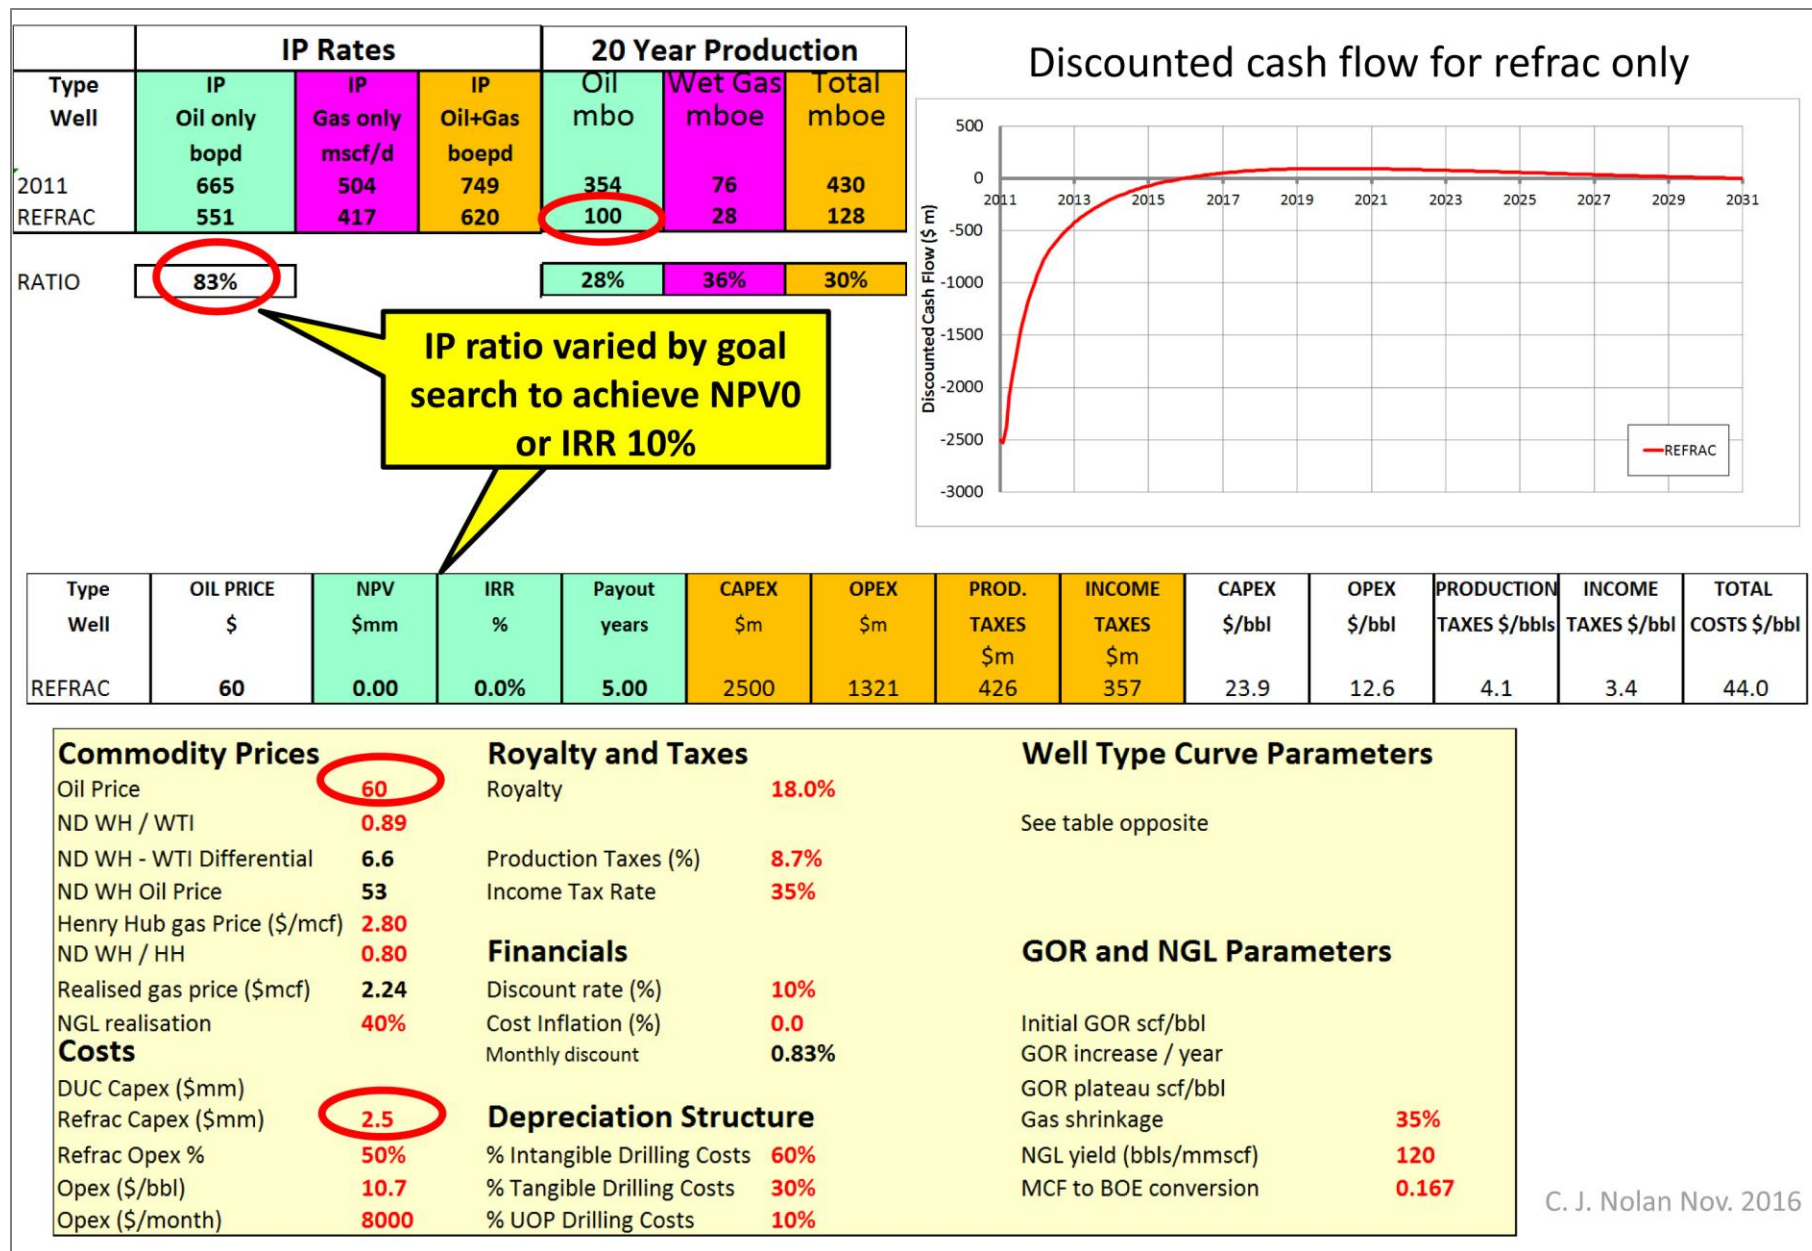 IP Rates 20 Year Production
Type IP IP IP Oil Wet Gas Total
Well Oil only Gas only Oil+Gas mbo mboe mboe
bopd mscf/d boepd
2011 665 504 749 354 76 430
REFRAC 551 417 620 100 28 128
RATIO 83% 28% 36% 30%
IP ratio varied by goal
search to achieve NPV0
or IRR 10%
Discounted cash flow for refrac only
Discounted Cash Flow ($ m)
500
0
-500
-1000
-1500
-2000
-2500
-3000
2011 2013 2015 2017 2019 2021 2023 2025 2027 2029 2031
REFRAC
Type OIL PRICE NPV IRR Payout CAPEX OPEX PROD. INCOME CAPEX OPEX PRODUCTION INCOME TOTAL
Well $ $mm % years $m $m TAXES TAXES $/bbl $/bbl TAXES $/bbls TAXES $/bbl COSTS $/bbl
$m $m
REFRAC 60 0.00 0.0% 5.00 2500 1321 426 357 23.9 12.6 4.1 3.4 44.0
Commodity Prices
Oil Price 60
ND WH / WTI 0.89
ND WH - WTI Differential 6.6
ND WH Oil Price 53
Henry Hub gas Price ($/mcf) 2.80
ND WH / HH 0.80
Realised gas price ($mcf) 2.24
NGL realisation 40%
Costs
DUC Capex ($mm)
Refrac Capex ($mm) 2.5
Refrac Opex % 50%
Opex ($/bbl) 10.7
Opex ($/month) 8000
Royalty and Taxes
Royalty 18.0%
Production Taxes (%) 8.7%
Income Tax Rate 35%
Financials
Discount rate (%) 10%
Cost Inflation (%) 0.0
Monthly discount 0.83%
Depreciation Structure
% Intangible Drilling Costs 60%
% Tangible Drilling Costs 30%
% UOP Drilling Costs 10%
Well Type Curve Parameters
See table opposite
GOR and NGL Parameters
Initial GOR scf/bbl
GOR increase / year
GOR plateau scf/bbl
Gas shrinkage 35%
NGL yield (bbls/mmscf) 120
MCF to BOE conversion 0.167
C. J. Nolan Nov. 2016